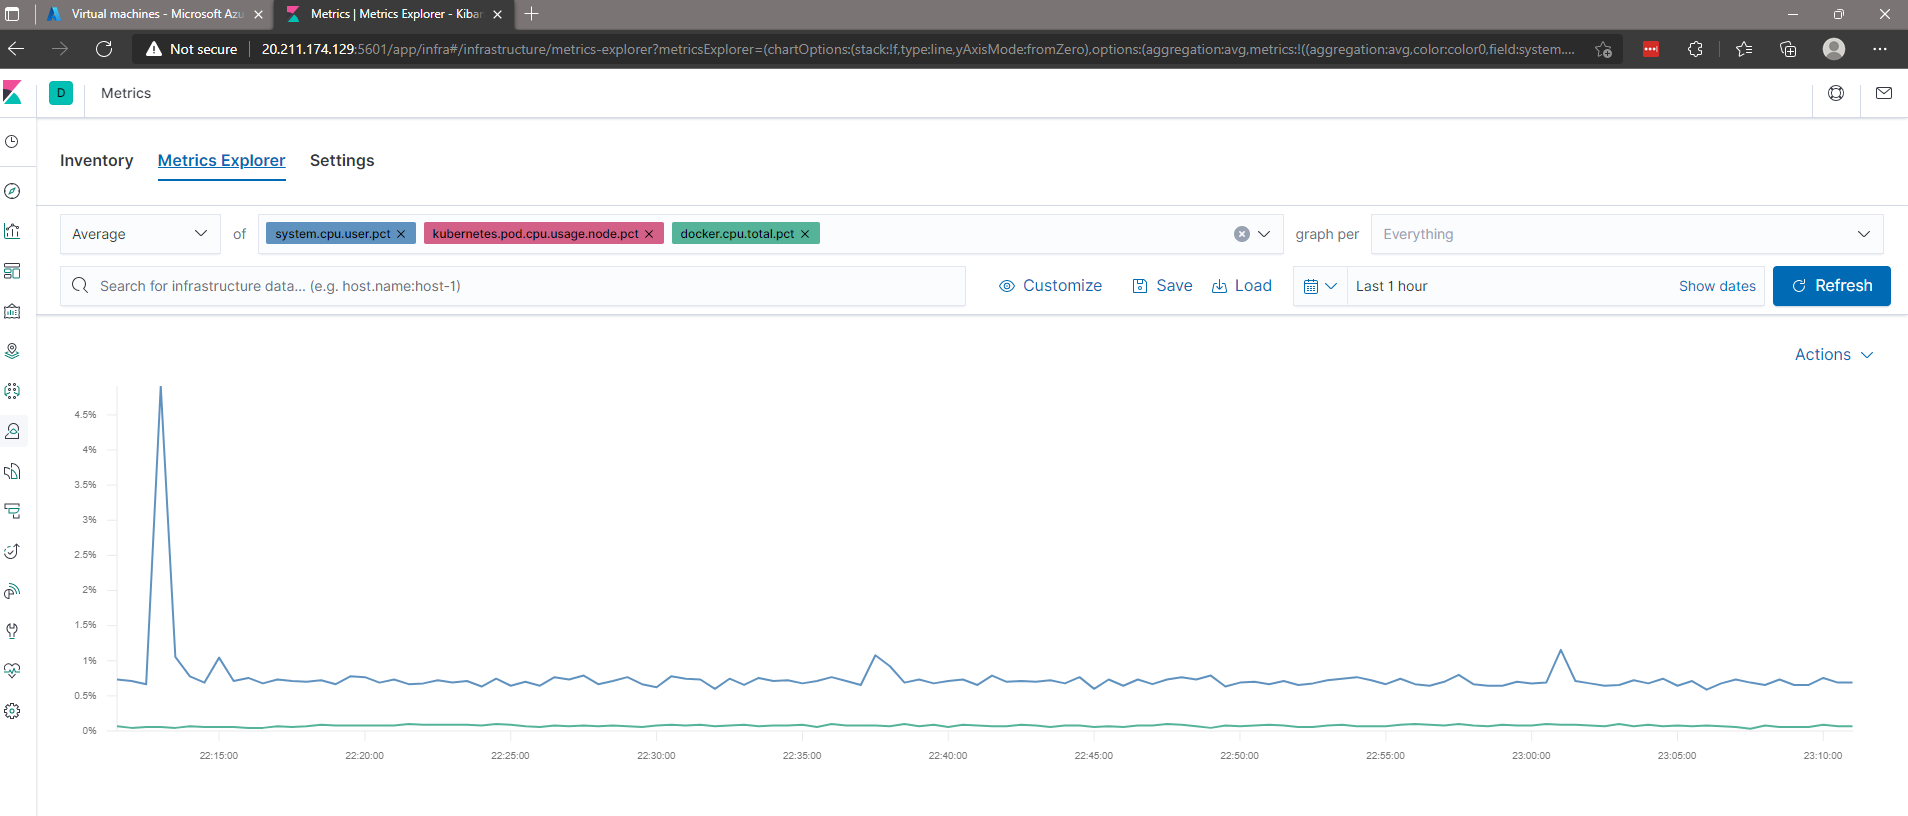 Virtual machines - Microsoft Azu
Metrics | Metrics Explorer - Kibar
Not secure
20.211.174.129:5601/app/infra#/infrastructure/metrics-explorer?metricsExplorer=(chartOptions:(stack:!f,type:line,yAxisMode:fromZero),options:(aggregation:avg,metrics:!((aggregation:avg,color:color0,field:system....
D
Metrics
Inventory
Metrics Explorer
Settings
Average
of
system.cpu.user.pct
kubernetes.pod.cpu.usage.node.pct
docker.cpu.total.pct
graph per
Everything
Search for infrastructure data... (e.g. host.name:host-1)
Customize
Save
Load
Last 1 hour
Show dates
Refresh
Actions
4.5%
4%
3.5%
3%
2.5%
2%
1.5%
1%
0.5%
0%
22:15:00
22:20:00
22:25:00
22:30:00
22:35:00
22:40:00
22:45:00
22:50:00
22:55:00
23:00:00
23:05:00
23:10:00